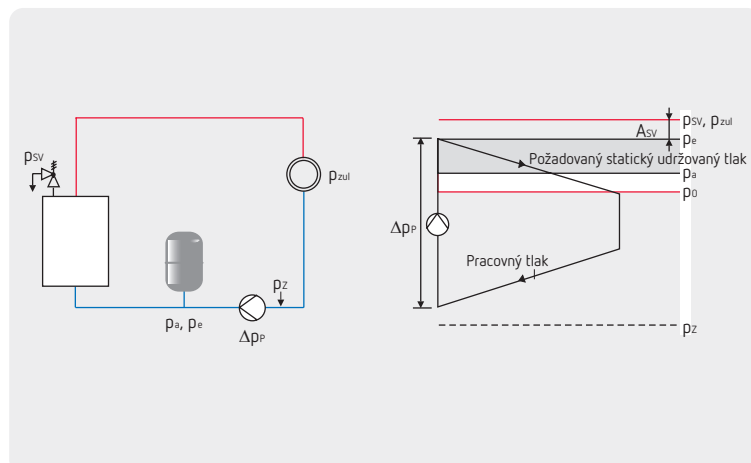 pSV
pzul
pZ
pa, pe
ΔpP
pSV, pzul
ASV
pe
Požadovaný statický udržovaný tlak
pa
p0
ΔpP
Pracovný tlak
pZ